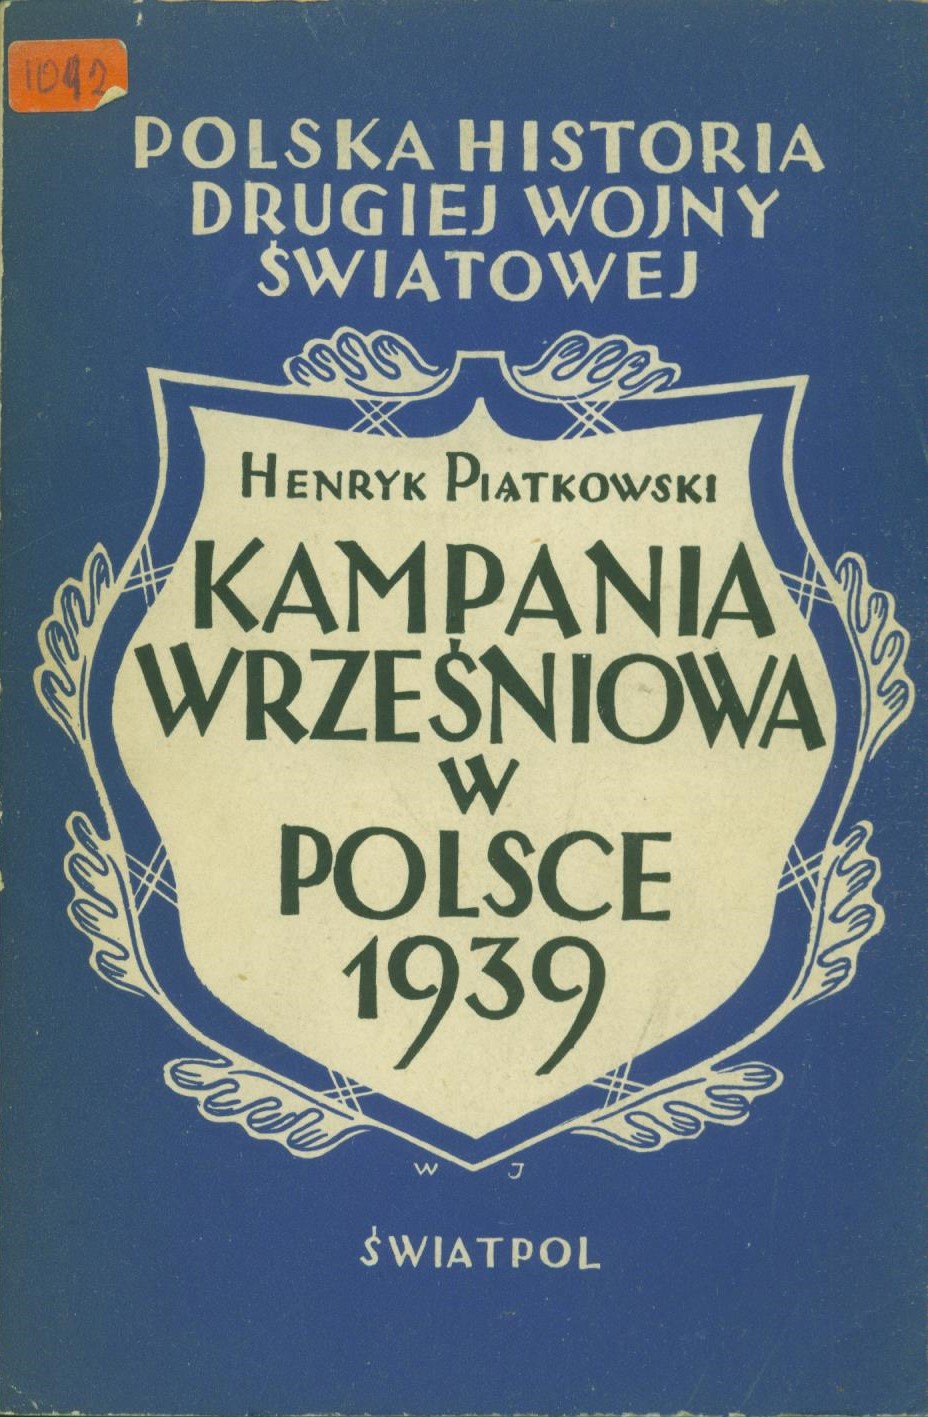 1092
POLSKA HISTORIA
DRUGIEJ WOJNY
ŚWIATOWEJ
HENRYK PIĄTKOWSKI
KAMPANIA
WRZEŚNIOWA
W
POLSCE
1939
W J
ŚWIATPOL